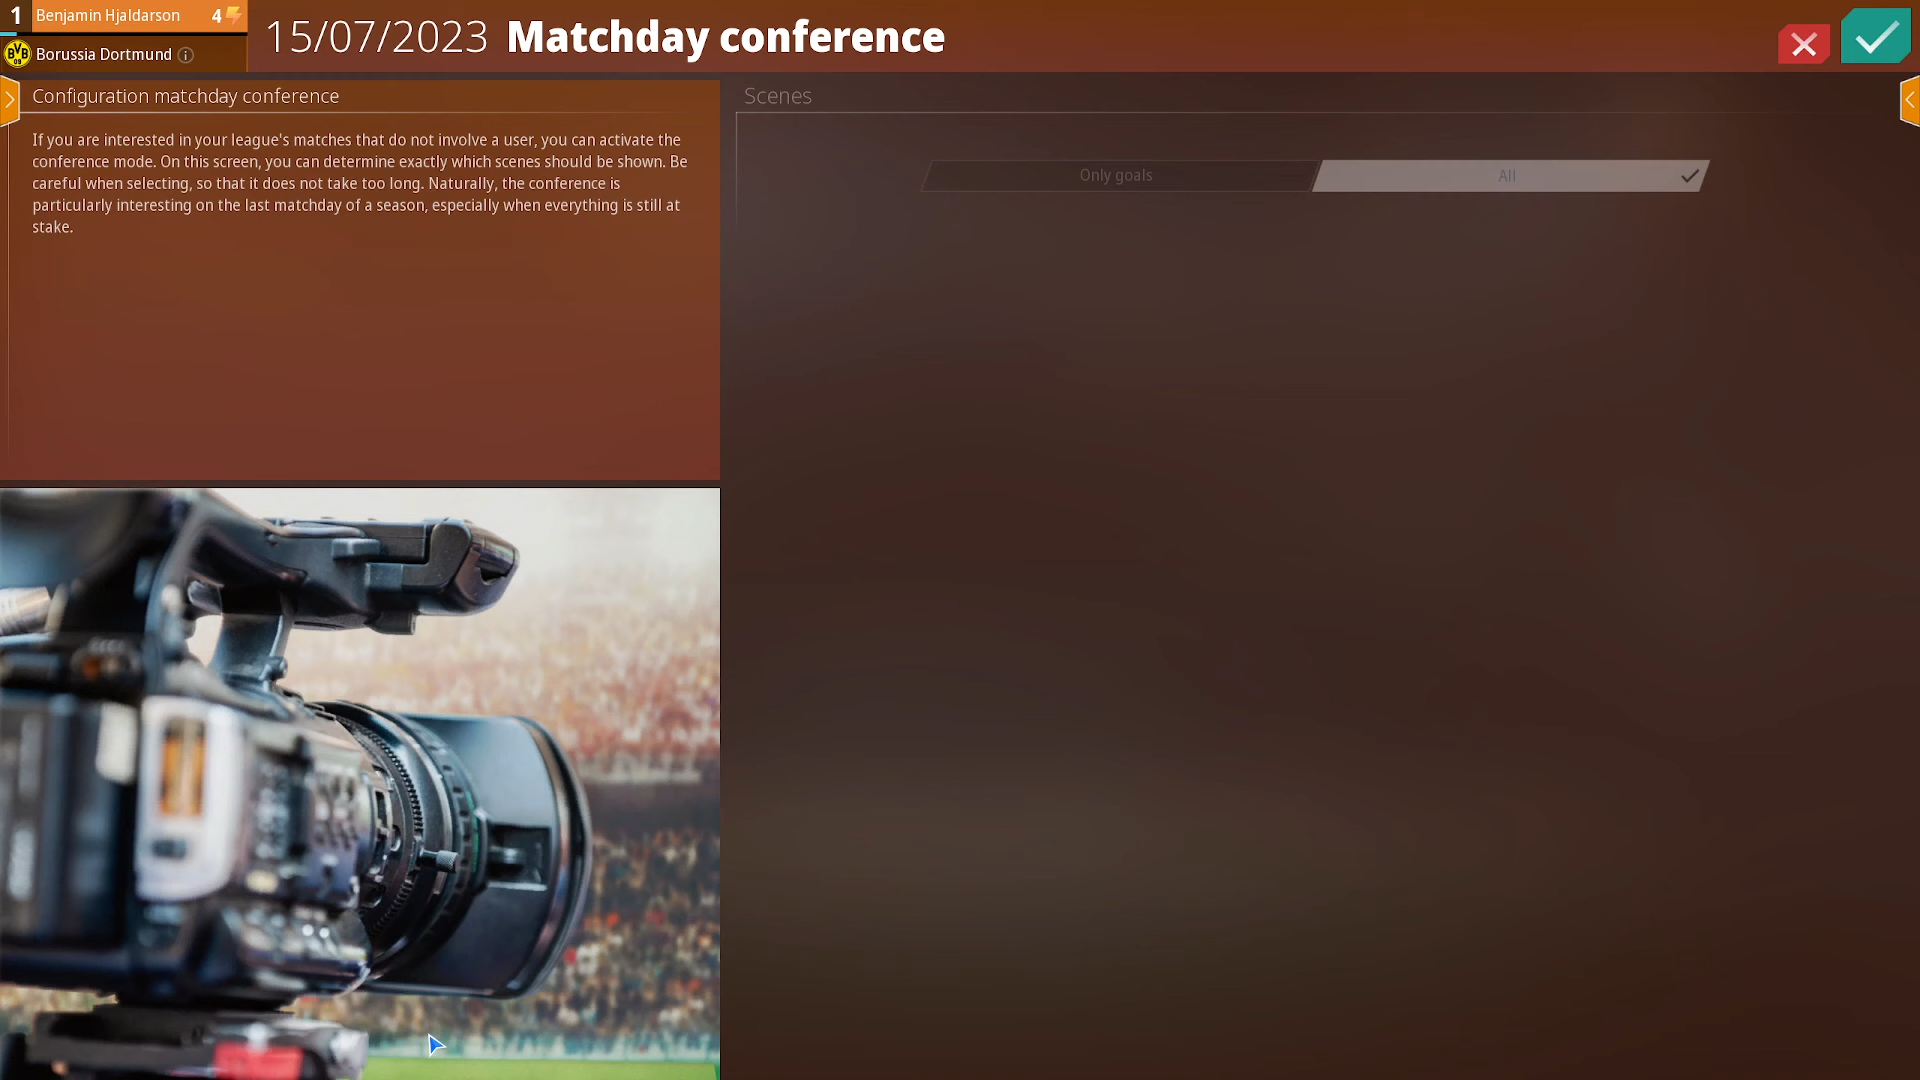 1
Benjamin Hjaldarson 4
BVB 09
Borussia Dortmund
15/07/2023 Matchday conference
Configuration matchday conference
If you are interested in your league's matches that do not involve a user, you can activate the
conference mode. On this screen, you can determine exactly which scenes should be shown. Be
careful when selecting, so that it does not take too long. Naturally, the conference is
particularly interesting on the last matchday of a season, especially when everything is still at
stake.
Scenes
Only goals
All